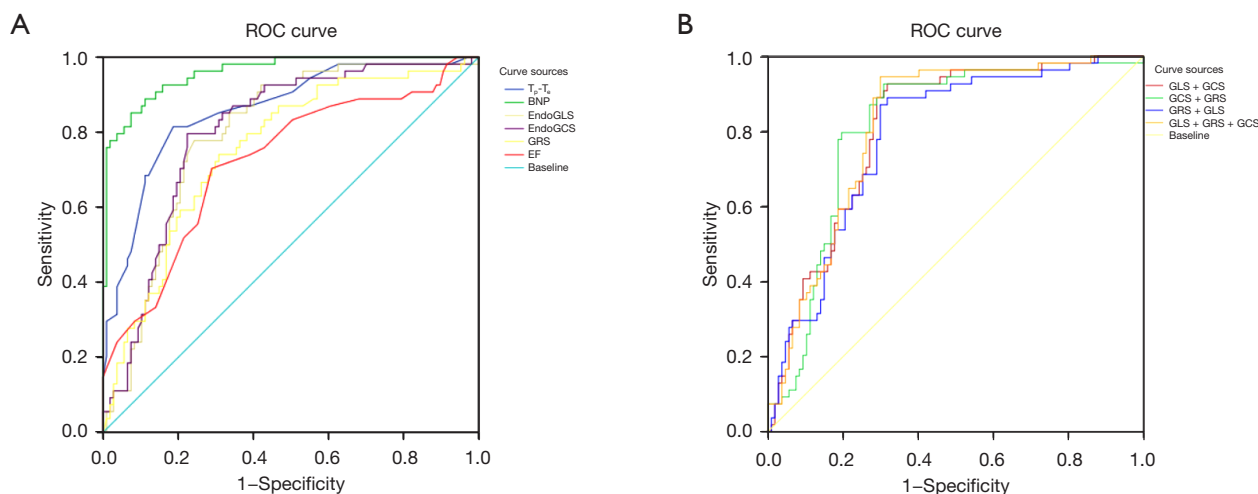 A
ROC curve
1.0
0.8
0.6
0.4
0.2
0.0
Sensitivity
0.0 0.2 0.4 0.6 0.8 1.0
1–Specificity
Curve sources
Tp-Te
BNP
EndoGLS
EndoGCS
GRS
EF
Baseline
B
ROC curve
1.0
0.8
0.6
0.4
0.2
0.0
Sensitivity
0.0 0.2 0.4 0.6 0.8 1.0
1–Specificity
Curve sources
GLS + GCS
GCS + GRS
GRS + GLS
GLS + GRS + GCS
Baseline